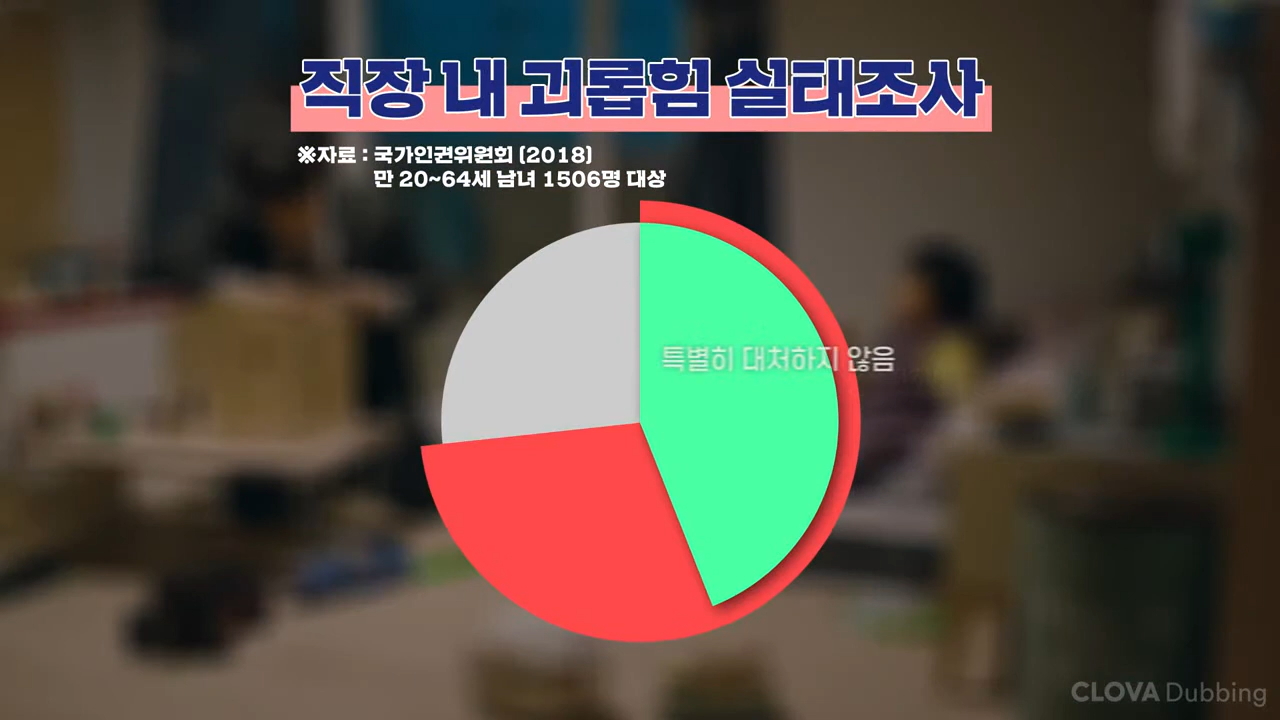 직장 내 괴롭힘 실태조사
※자료 : 국가인권위원회 (2018)
만 20~64세 남녀 1506명 대상
특별히 대처하지 않음
CLOVA Dubbing